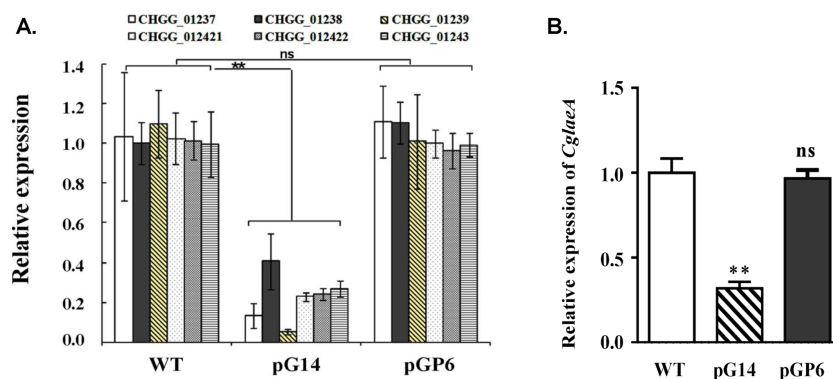 A.
CHGG_01237 CHGG_01238 CHGG_01239
CHGG_012421 CHGG_012422 CHGG_01243
ns
**
Relative expression
1.4
1.2
1.0
0.8
0.6
0.4
0.2
0.0
WT pG14 pGP6
B.
Relative expression of CglaeA
1.5
1.0
0.5
0.0
**
ns
WT pG14 pGP6